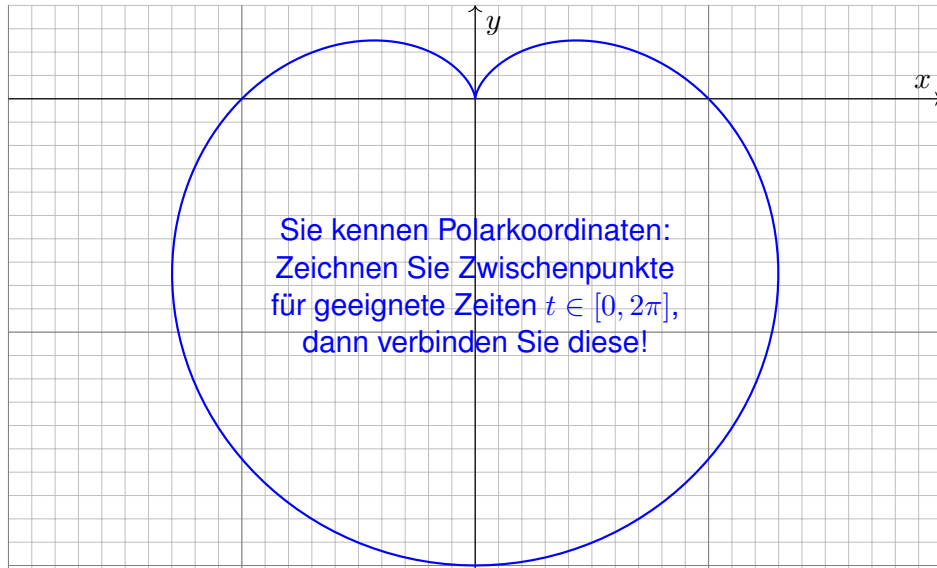 y
x
Sie kennen Polarkoordinaten:
Zeichnen Sie Zwischenpunkte
für geeignete Zeiten t ∈ [0, 2π],
dann verbinden Sie diese!